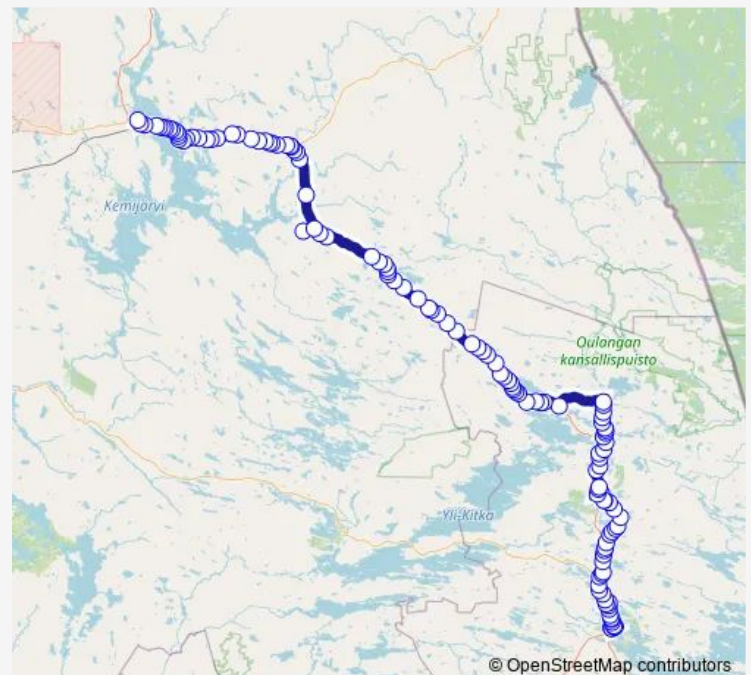 Kemijärvi
Oulangan
kansallispuisto
Yli-Kitka
© OpenStreetMap contributors